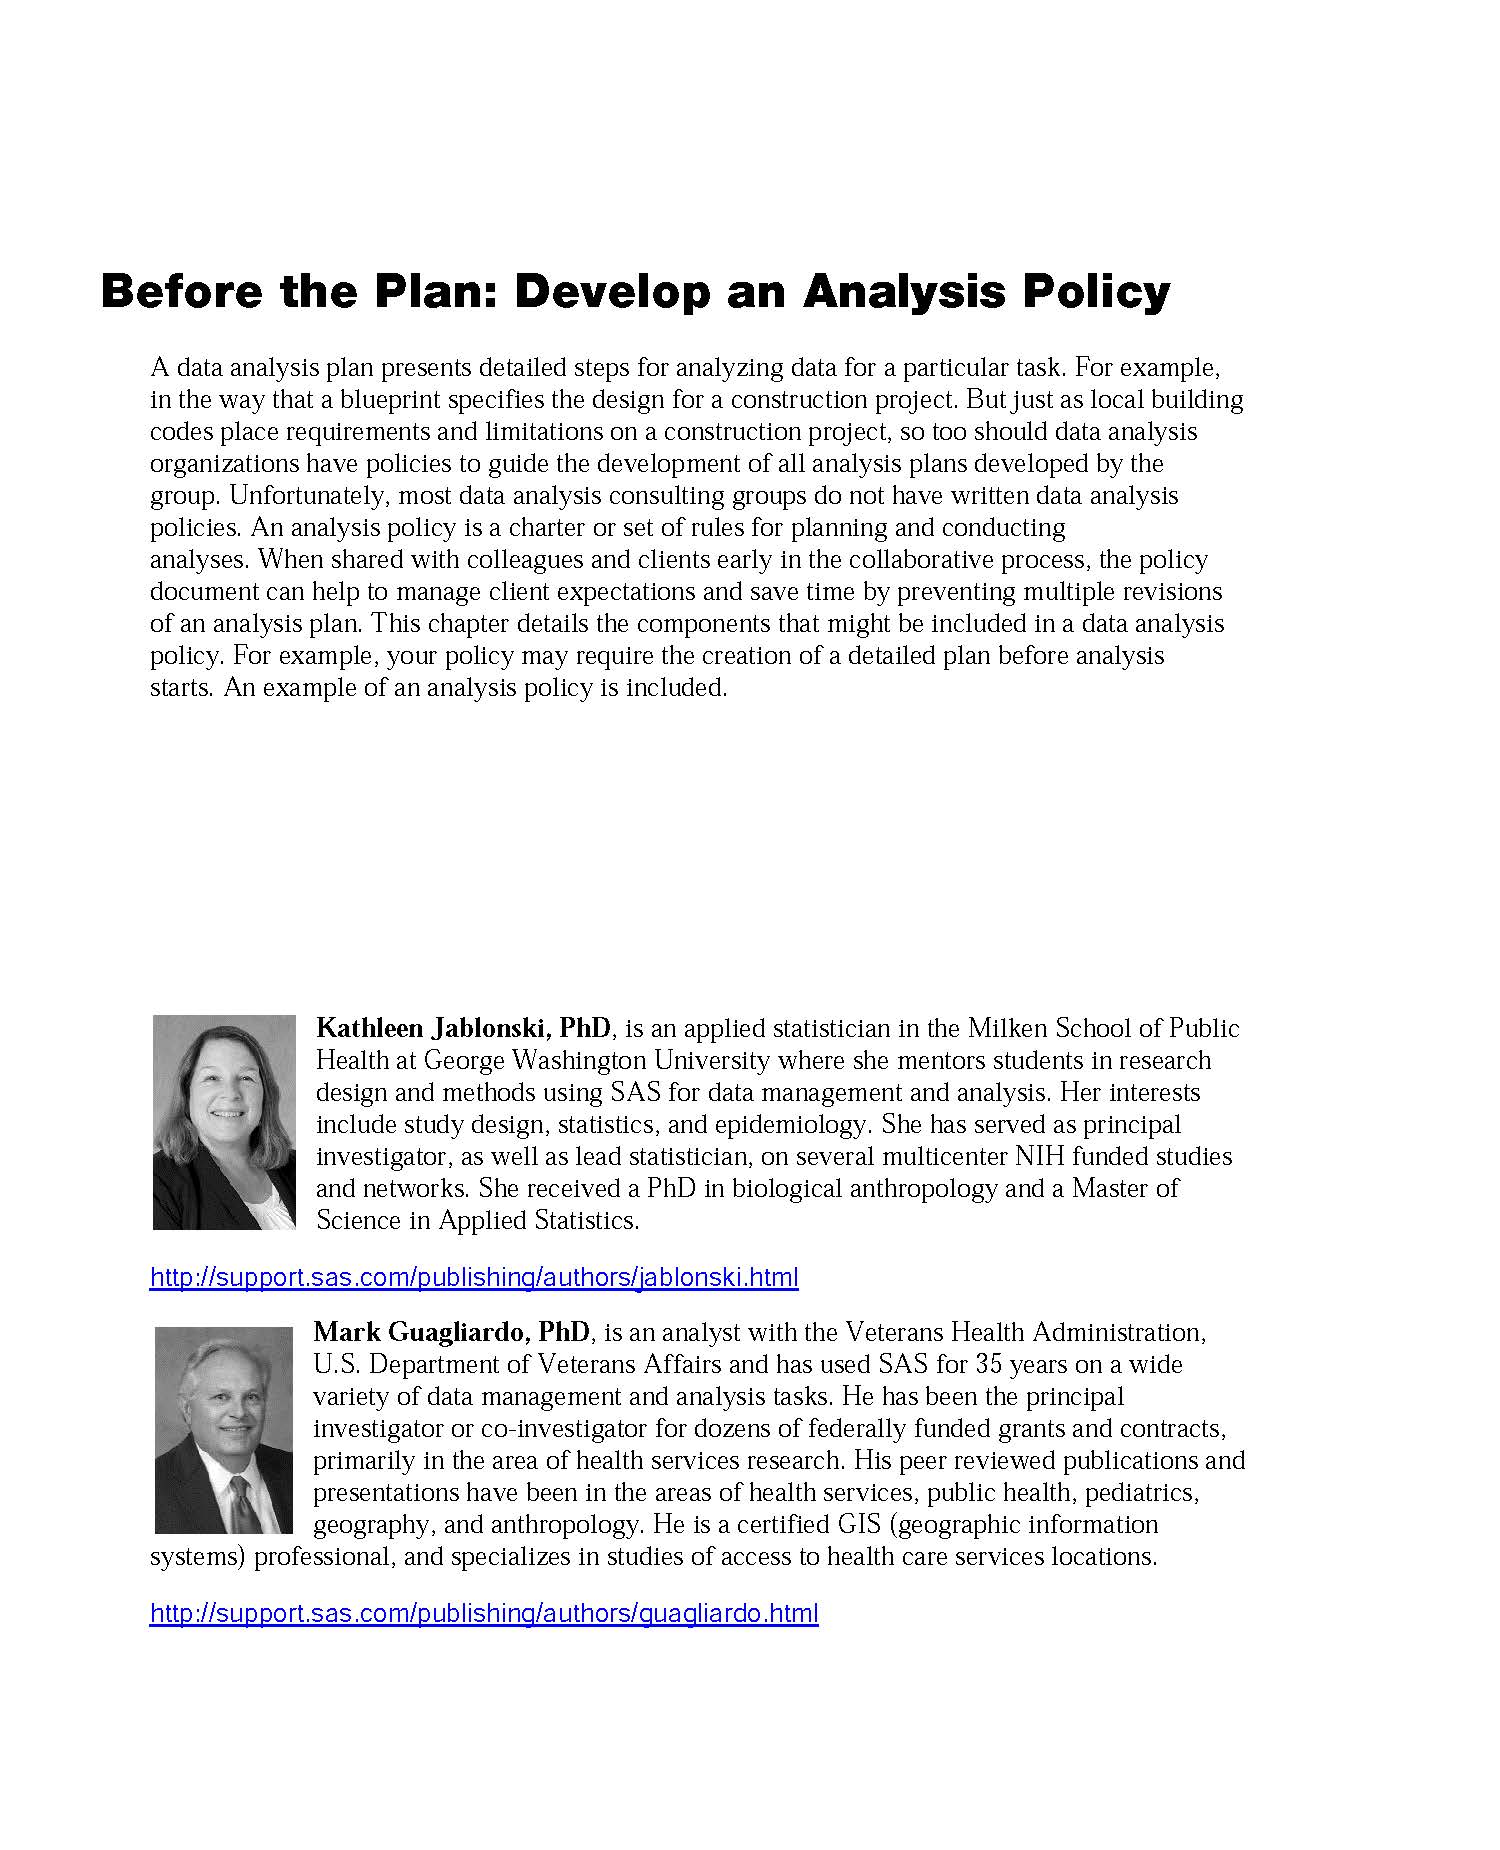 Before the Plan: Develop an Analysis Policy
A data analysis plan presents detailed steps for analyzing data for a particular task. For example,
in the way that a blueprint specifies the design for a construction project. But just as local building
codes place requirements and limitations on a construction project, so too should data analysis
organizations have policies to guide the development of all analysis plans developed by the
group. Unfortunately, most data analysis consulting groups do not have written data analysis
policies. An analysis policy is a charter or set of rules for planning and conducting
analyses. When shared with colleagues and clients early in the collaborative process, the policy
document can help to manage client expectations and save time by preventing multiple revisions
of an analysis plan. This chapter details the components that might be included in a data analysis
policy. For example, your policy may require the creation of a detailed plan before analysis
starts. An example of an analysis policy is included.
Kathleen Jablonski, PhD, is an applied statistician in the Milken School of Public
Health at George Washington University where she mentors students in research
design and methods using SAS for data management and analysis. Her interests
include study design, statistics, and epidemiology. She has served as principal
investigator, as well as lead statistician, on several multicenter NIH funded studies
and networks. She received a PhD in biological anthropology and a Master of
Science in Applied Statistics.
http://support.sas.com/publishing/authors/jablonski.html
Mark Guagliardo, PhD, is an analyst with the Veterans Health Administration,
U.S. Department of Veterans Affairs and has used SAS for 35 years on a wide
variety of data management and analysis tasks. He has been the principal
investigator or co-investigator for dozens of federally funded grants and contracts,
primarily in the area of health services research. His peer reviewed publications and
presentations have been in the areas of health services, public health, pediatrics,
geography, and anthropology. He is a certified GIS (geographic information
systems) professional, and specializes in studies of access to health care services locations.
http://support.sas.com/publishing/authors/guagliardo.html